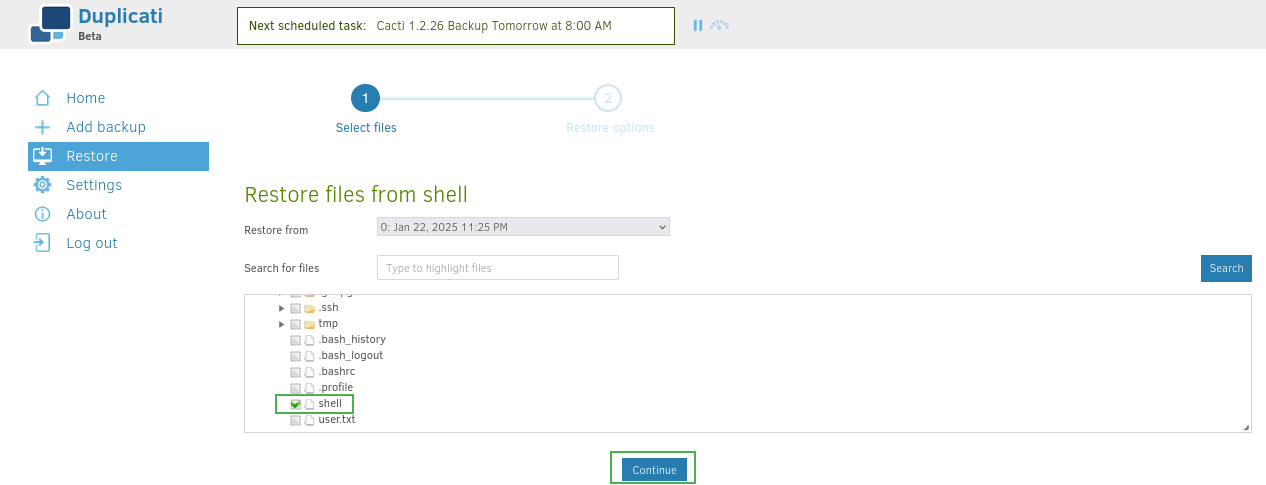 Duplicati
Beta
Next scheduled task: Cacti 1.2.26 Backup Tomorrow at 8:00 AM
Home
Add backup
Restore
Settings
About
Log out
1
2
Select files
Restore options
Restore files from shell
Restore from
0: Jan 22, 2025 11:25 PM
Search for files
Type to highlight files
Search
.ssh
tmp
.bash_history
.bash_logout
.bashrc
.profile
shell
user.txt
Continue